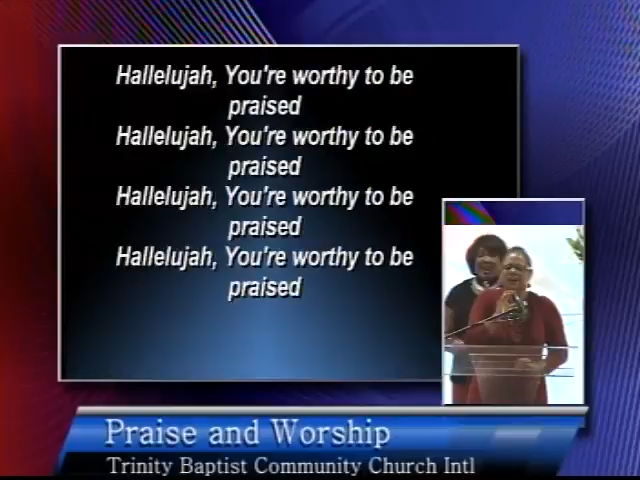 Hallelujah, You're worthy to be
praised
Hallelujah, You're worthy to be
praised
Hallelujah, You're worthy to be
praised
Hallelujah, You're worthy to be
praised
Praise and Worship
Trinity Baptist Community Church Intl